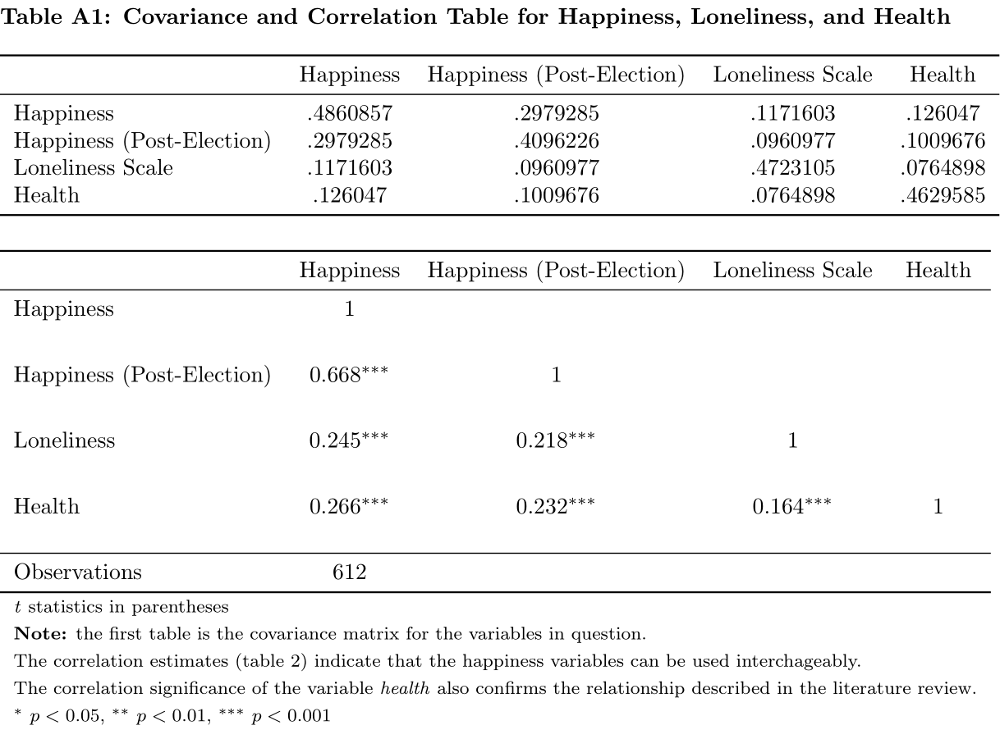 Table A1: Covariance and Correlation Table for Happiness, Loneliness, and Health
Happiness Happiness (Post-Election) Loneliness Scale Health
Happiness .4860857 .2979285 .1171603 .126047
Happiness (Post-Election) .2979285 .4096226 .0960977 .1009676
Loneliness Scale .1171603 .0960977 .4723105 .0764898
Health .126047 .1009676 .0764898 .4629585
Happiness Happiness (Post-Election) Loneliness Scale Health
Happiness 1
Happiness (Post-Election) 0.668*** 1
Loneliness 0.245*** 0.218*** 1
Health 0.266*** 0.232*** 0.164*** 1
Observations 612
t statistics in parentheses
Note: the first table is the covariance matrix for the variables in question.
The correlation estimates (table 2) indicate that the happiness variables can be used interchageably.
The correlation significance of the variable health also confirms the relationship described in the literature review.
* p < 0.05, ** p < 0.01, *** p < 0.001